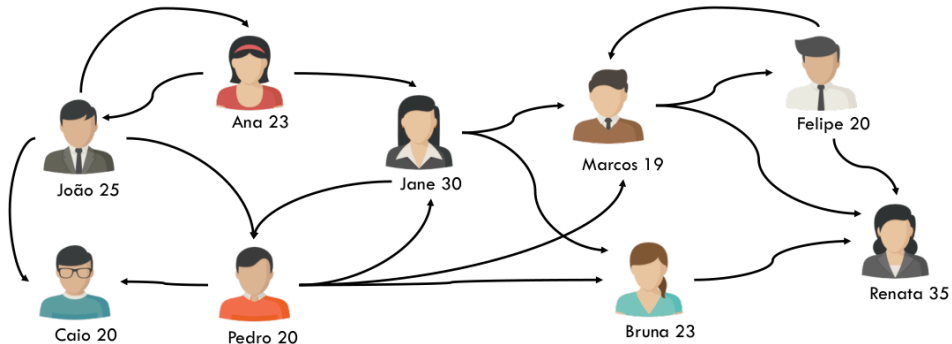 Ana 23
Felipe 20
Marcos 19
João 25
Jane 30
Renata 35
Caio 20
Pedro 20
Bruna 23